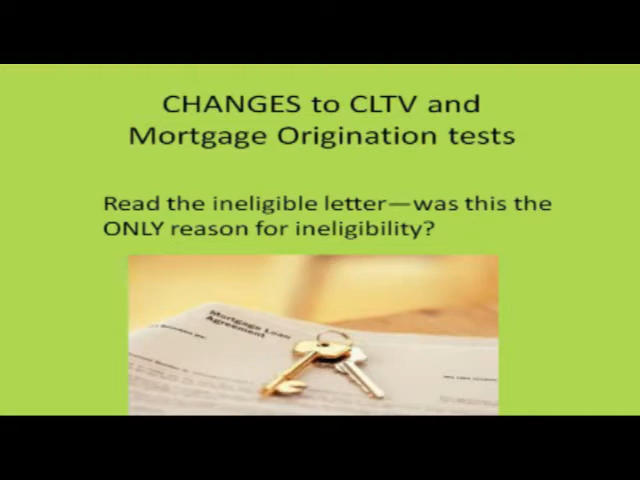 CHANGES to CLTV and
Mortgage Origination tests
Read the ineligible letter—was this the
ONLY reason for ineligibility?
Mortgage Loan
Agreement